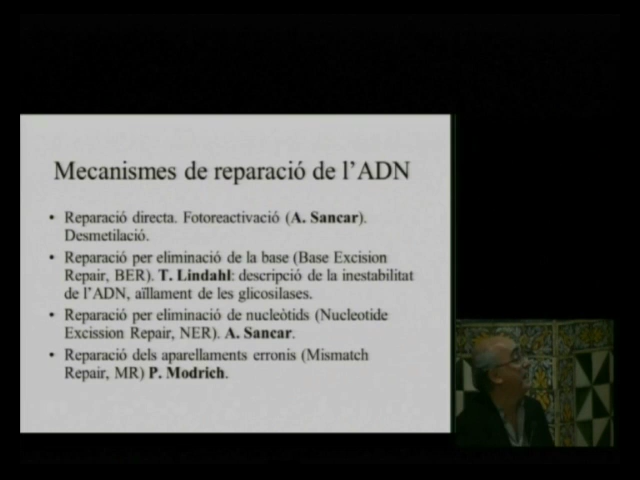 Mecanismes de reparació de l'ADN
• Reparació directa. Fotoreactivació (A. Sancar).
Desmetilació.
• Reparació per eliminació de la base (Base Excision
Repair, BER). T. Lindahl: descripció de la inestabilitat
de l'ADN, aïllament de les glicosilases.
• Reparació per eliminació de nucleòtids (Nucleotide
Excission Repair, NER). A. Sancar.
• Reparació dels aparellaments erronis (Mismatch
Repair, MR) P. Modrich.